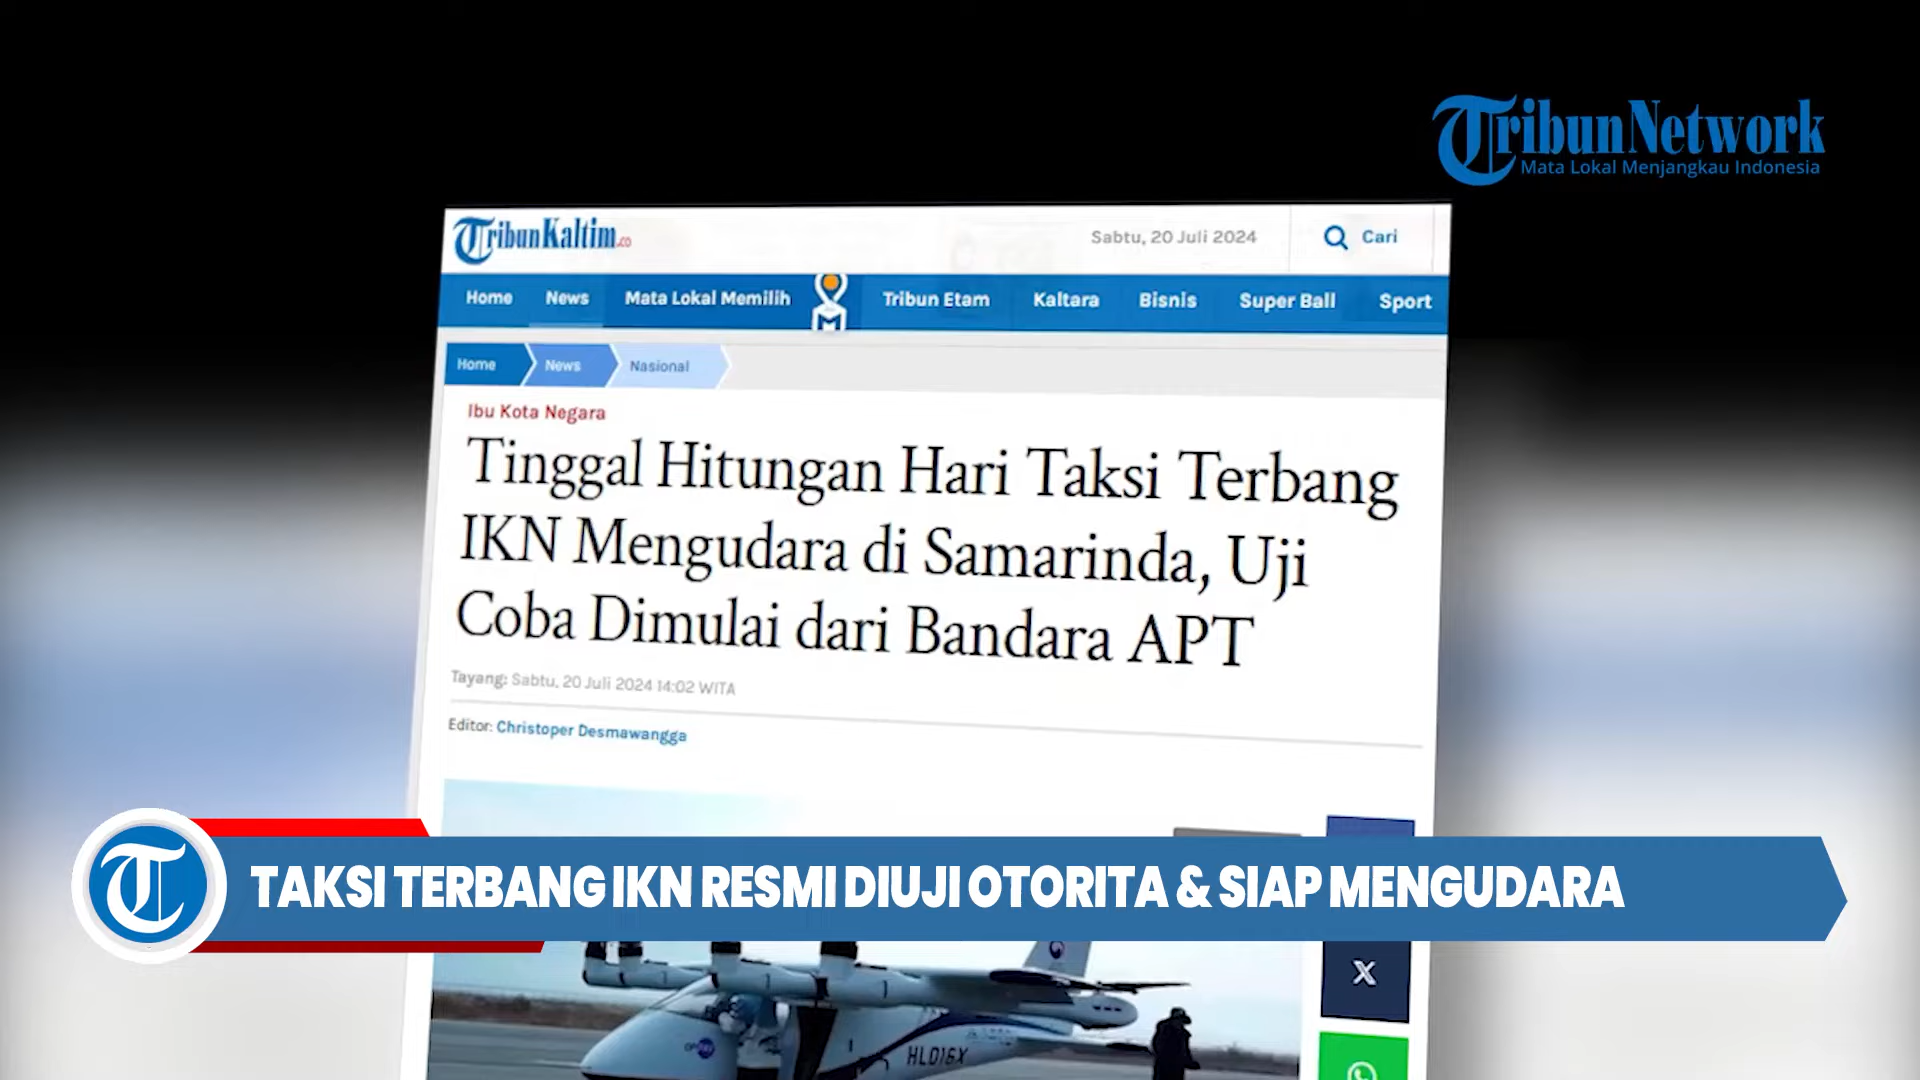 TribunNetwork
Mata Lokal Menjangkau Indonesia
TribunKaltim.co
Sabtu, 20 Juli 2024
Cari
Home News Mata Lokal Memilih Tribun Etam Kaltara Bisnis Super Ball Sport
Home News Nasional
Ibu Kota Negara
Tinggal Hitungan Hari Taksi Terbang
IKN Mengudara di Samarinda, Uji
Coba Dimulai dari Bandara APT
Tayang: Sabtu, 20 Juli 2024 14:02 WITA
Editor: Christoper Desmawangga
TAKSI TERBANG IKN RESMI DIUJI OTORITA & SIAP MENGUDARA
HL016X